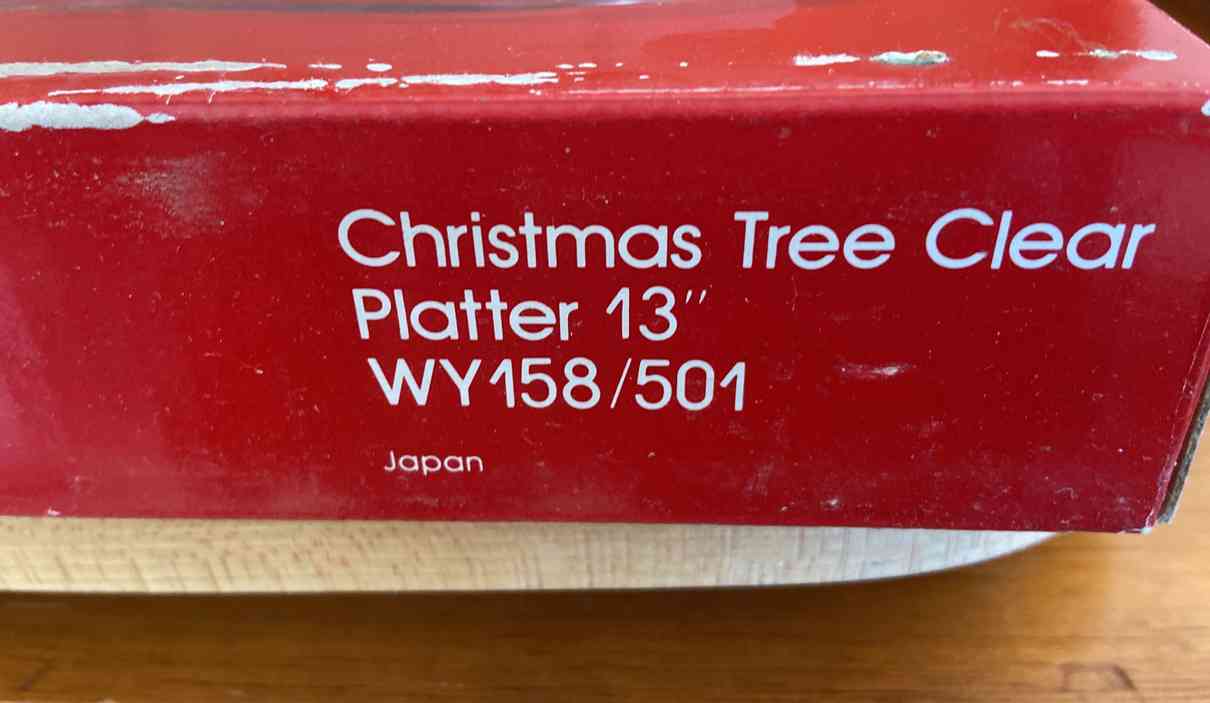 Christmas Tree Clear
Platter 13"
WY158/501
Japan